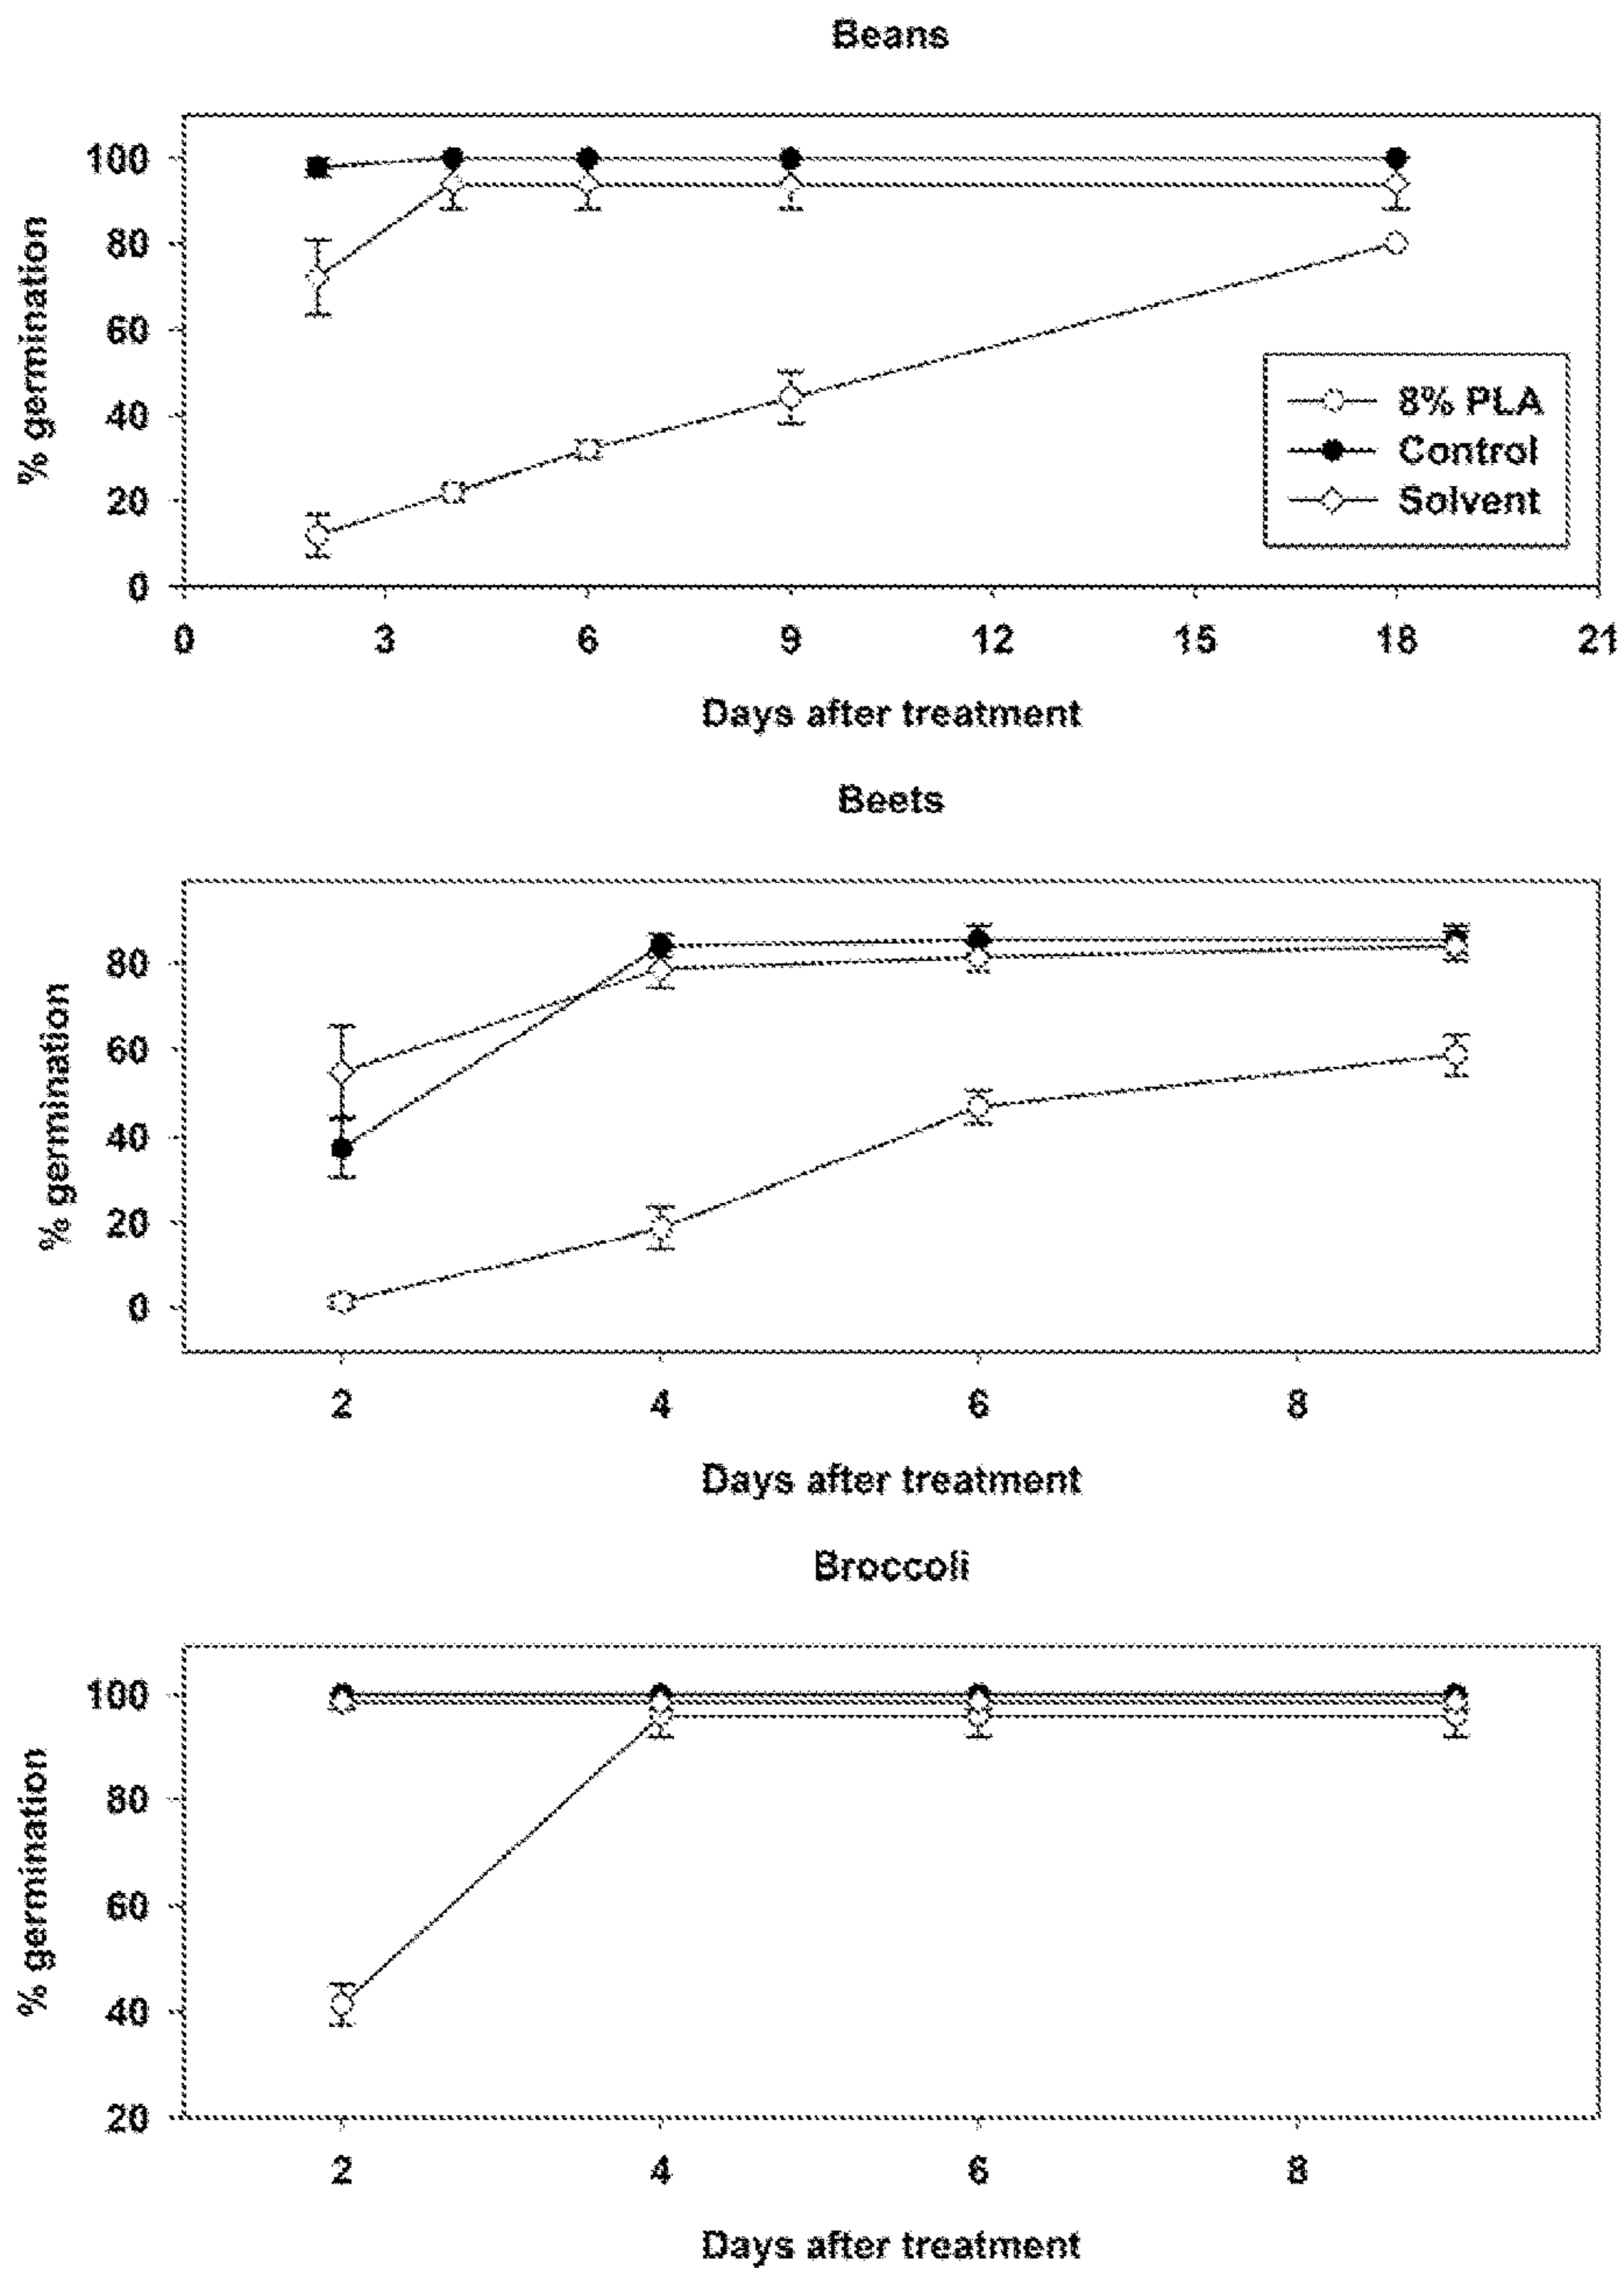 Beans
% germination
100
80
60
40
20
0
8% PLA
Control
Solvent
0 3 6 9 12 15 18 21
Days after treatment
Beets
% germination
80
60
40
20
0
2 4 6 8
Days after treatment
Broccoli
% germination
100
80
60
40
20
2 4 6 8
Days after treatment